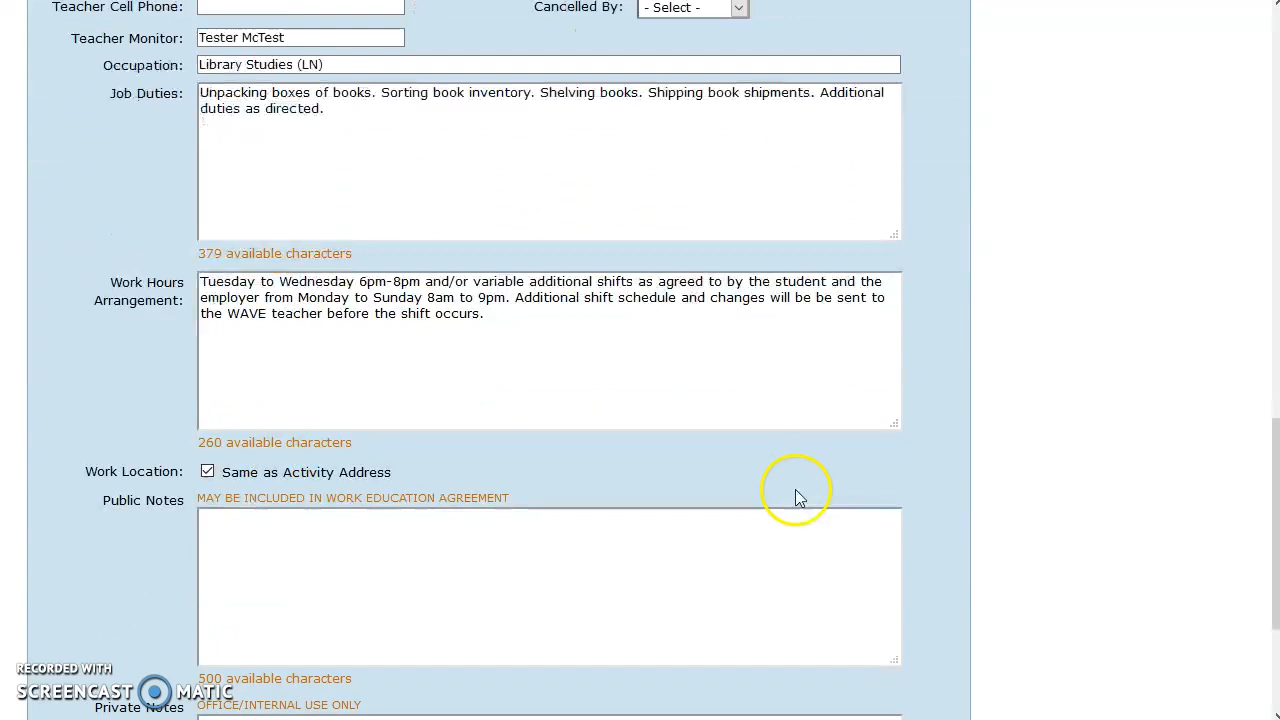 Teacher Cell Phone:
Cancelled By: - Select -
Teacher Monitor: Tester McTest
Occupation: Library Studies (LN)
Job Duties: Unpacking boxes of books. Sorting book inventory. Shelving books. Shipping book shipments. Additional
duties as directed.
379 available characters
Work Hours Arrangement: Tuesday to Wednesday 6pm-8pm and/or variable additional shifts as agreed to by the student and the
employer from Monday to Sunday 8am to 9pm. Additional shift schedule and changes will be be sent to
the WAVE teacher before the shift occurs.
260 available characters
Work Location: Same as Activity Address
Public Notes MAY BE INCLUDED IN WORK EDUCATION AGREEMENT
500 available characters
Private Notes OFFICE/INTERNAL USE ONLY
RECORDED WITH
SCREENCAST MATIC